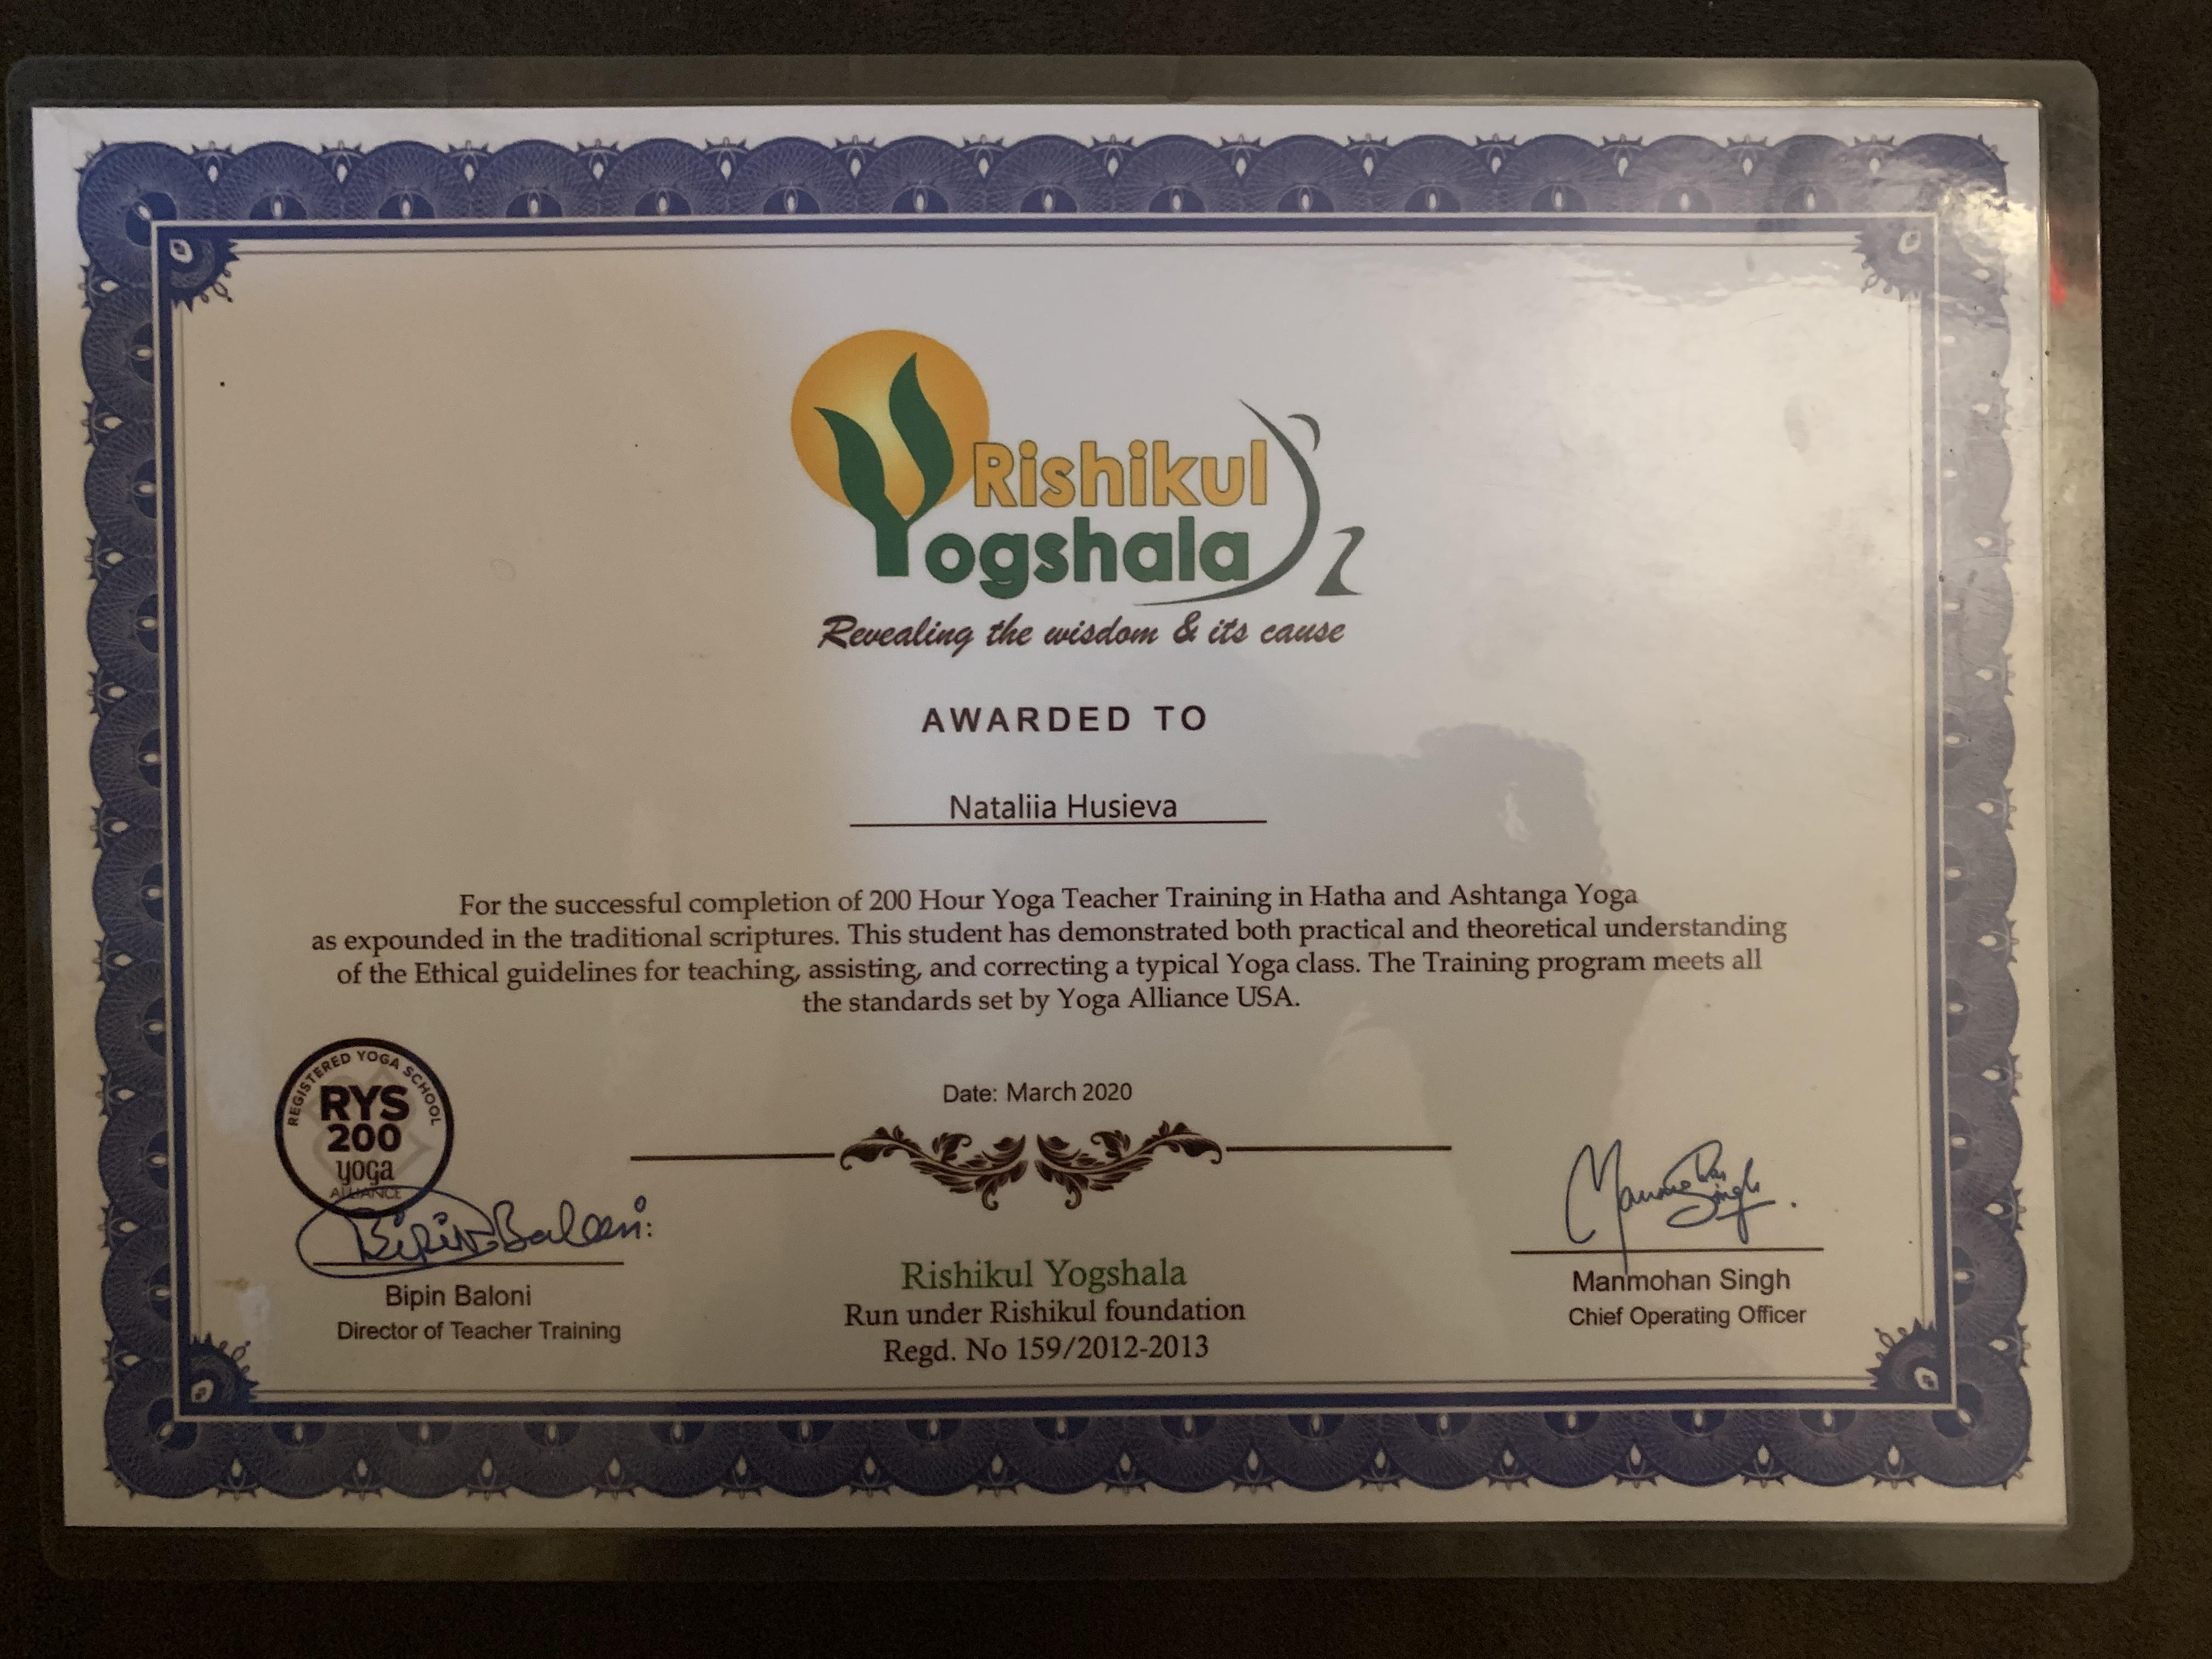 Rishikul
Yogshala
Revealing the wisdom & its cause
AWARDED TO
Nataliia Husieva
For the successful completion of 200 Hour Yoga Teacher Training in Hatha and Ashtanga Yoga
as expounded in the traditional scriptures. This student has demonstrated both practical and theoretical understanding
of the Ethical guidelines for teaching, assisting, and correcting a typical Yoga class. The Training program meets all
the standards set by Yoga Alliance USA.
Date: March 2020
REGISTERED YOGA SCHOOL
RYS
200
yoga
ALLIANCE
Bipin Baloni
Bipin Baloni
Director of Teacher Training
Rishikul Yogshala
Run under Rishikul foundation
Regd. No 159/2012-2013
Manmohan Singh
Manmohan Singh
Chief Operating Officer